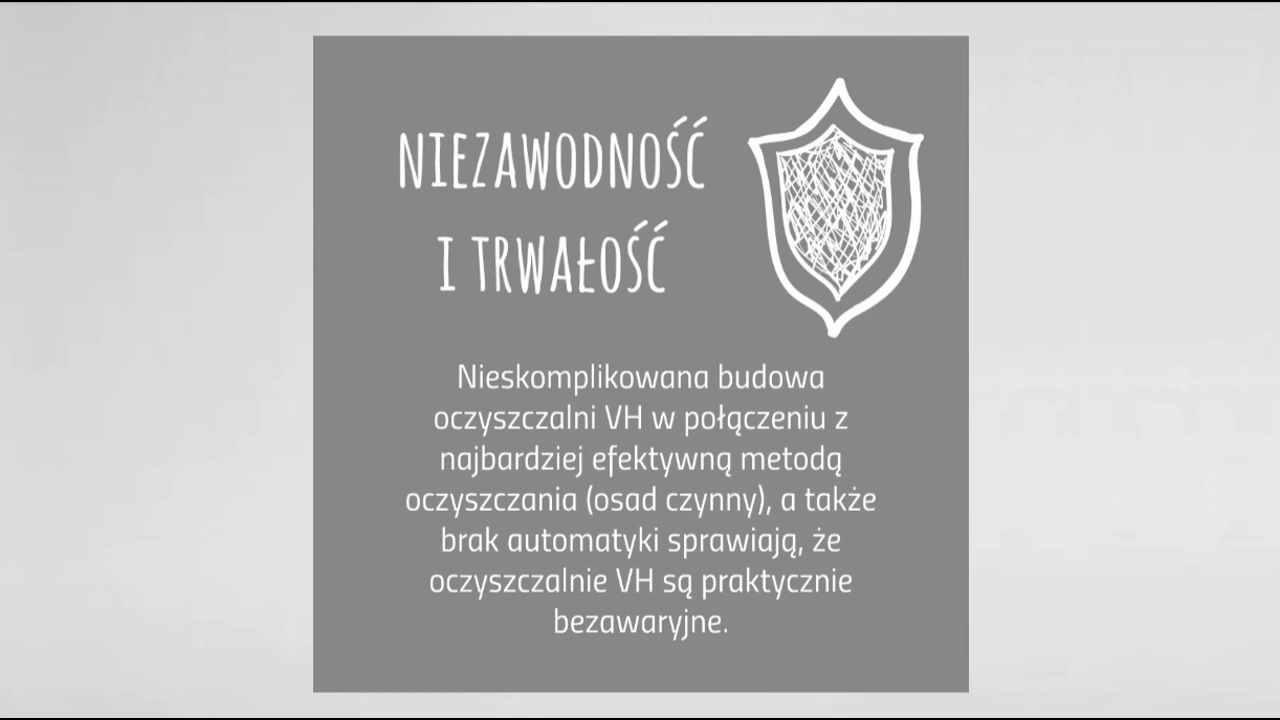 NIEZAWODNOŚĆ
I TRWAŁOŚĆ
Nieskomplikowana budowa
oczyszczalni VH w połączeniu z
najbardziej efektywną metodą
oczyszczania (osad czynny), a także
brak automatyki sprawiają, że
oczyszczalnie VH są praktycznie
bezawaryjne.